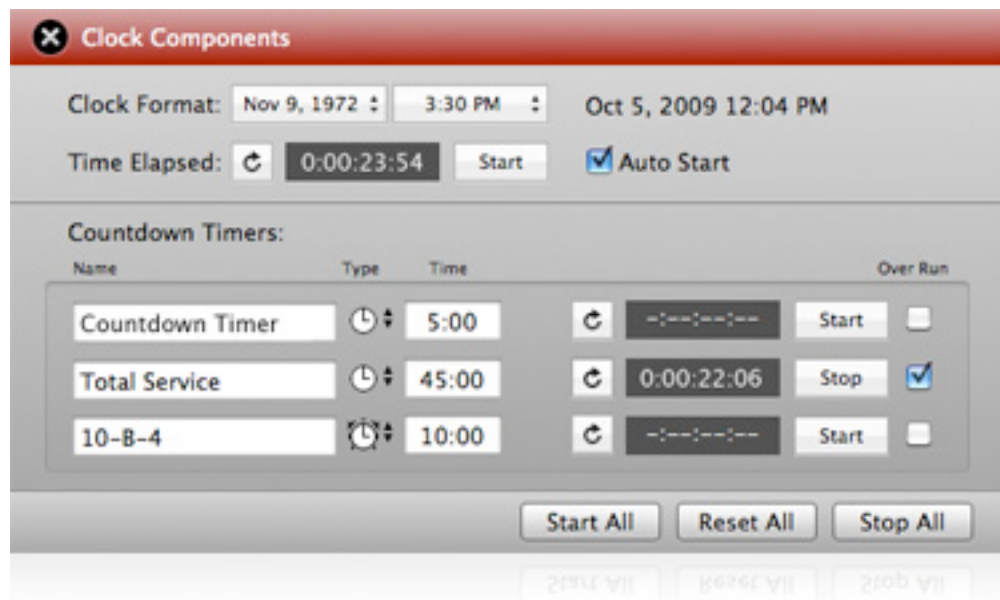 Clock Components
Clock Format: Nov 9, 1972 3:30 PM Oct 5, 2009 12:04 PM
Time Elapsed: 0:00:23:54 Start Auto Start
Countdown Timers:
Name Type Time Over Run
Countdown Timer 5:00 -:--:--:-- Start
Total Service 45:00 0:00:22:06 Stop
10-B-4 10:00 -:--:--:-- Start
Start All Reset All Stop All